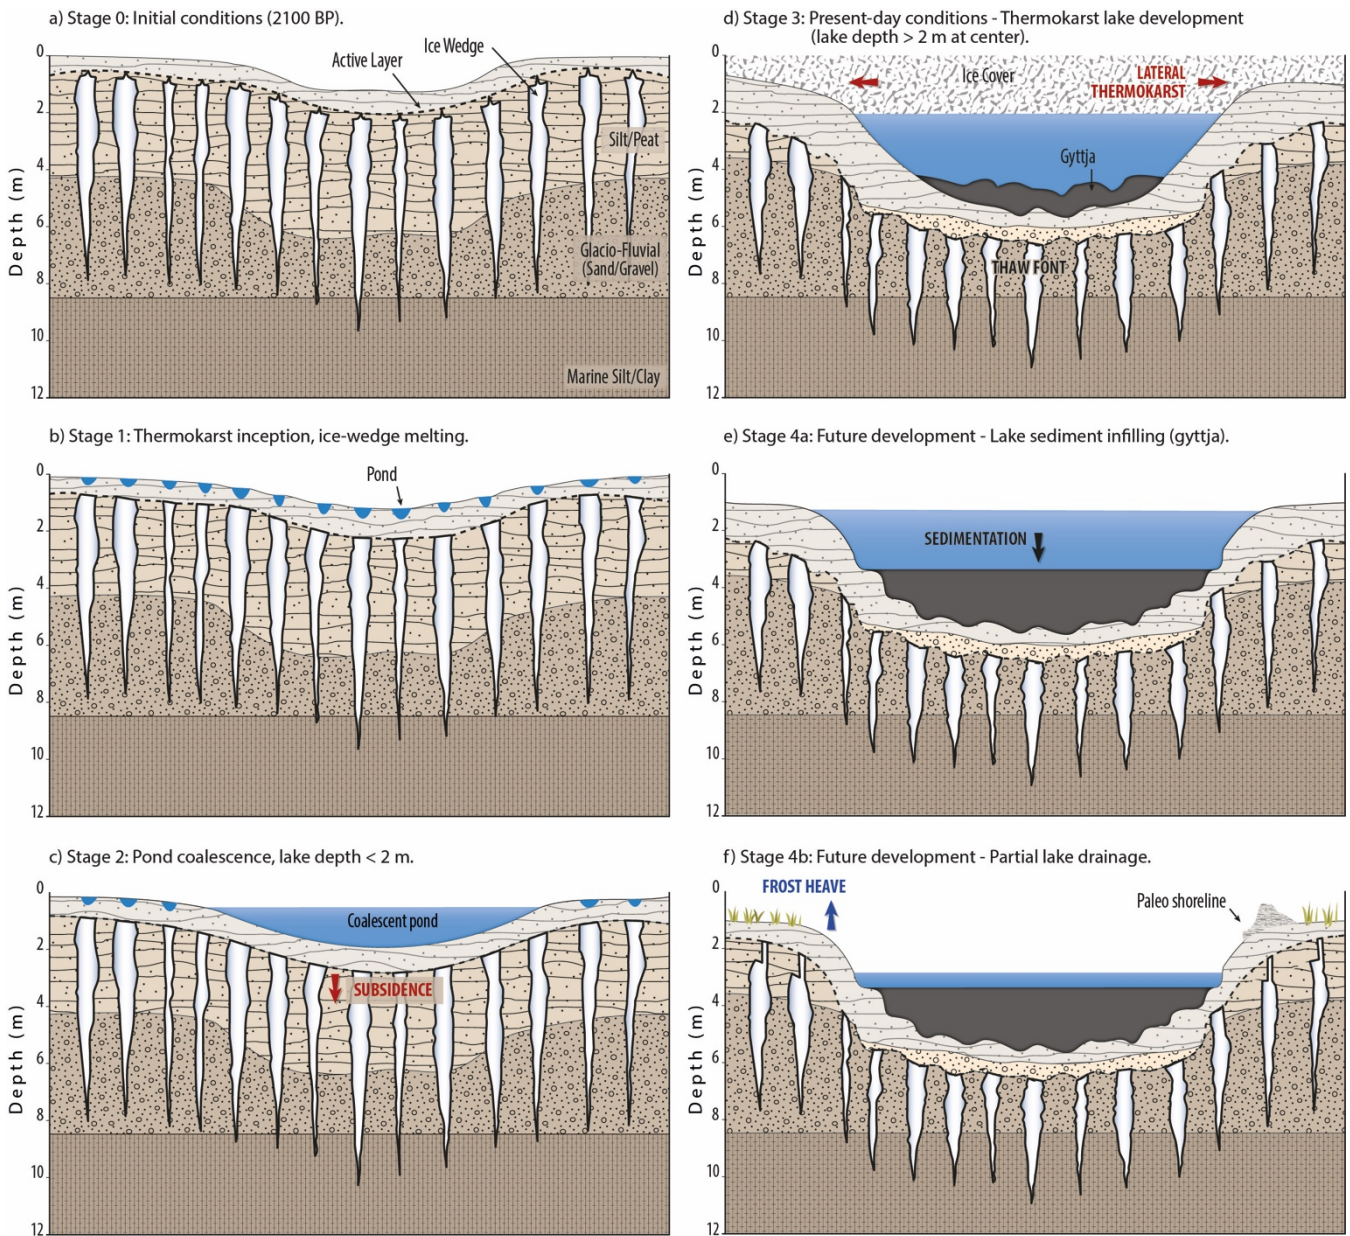 a) Stage 0: Initial conditions (2100 BP).
0
2
4
6
8
10
12
Depth (m)
Ice Wedge
Active Layer
Silt/Peat
Glacio-Fluvial
(Sand/Gravel)
Marine Silt/Clay
b) Stage 1: Thermokarst inception, ice-wedge melting.
0
2
4
6
8
10
12
Depth (m)
Pond
c) Stage 2: Pond coalescence, lake depth < 2 m.
0
2
4
6
8
10
12
Depth (m)
Coalescent pond
SUBSIDENCE
d) Stage 3: Present-day conditions - Thermokarst lake development
(lake depth > 2 m at center).
0
2
4
6
8
10
12
Depth (m)
Ice Cover
LATERAL
THERMOKARST
Gyttja
THAW FONT
e) Stage 4a: Future development - Lake sediment infilling (gyttja).
0
2
4
6
8
10
12
Depth (m)
SEDIMENTATION
f) Stage 4b: Future development - Partial lake drainage.
0
2
4
6
8
10
12
Depth (m)
FROST HEAVE
Paleo shoreline